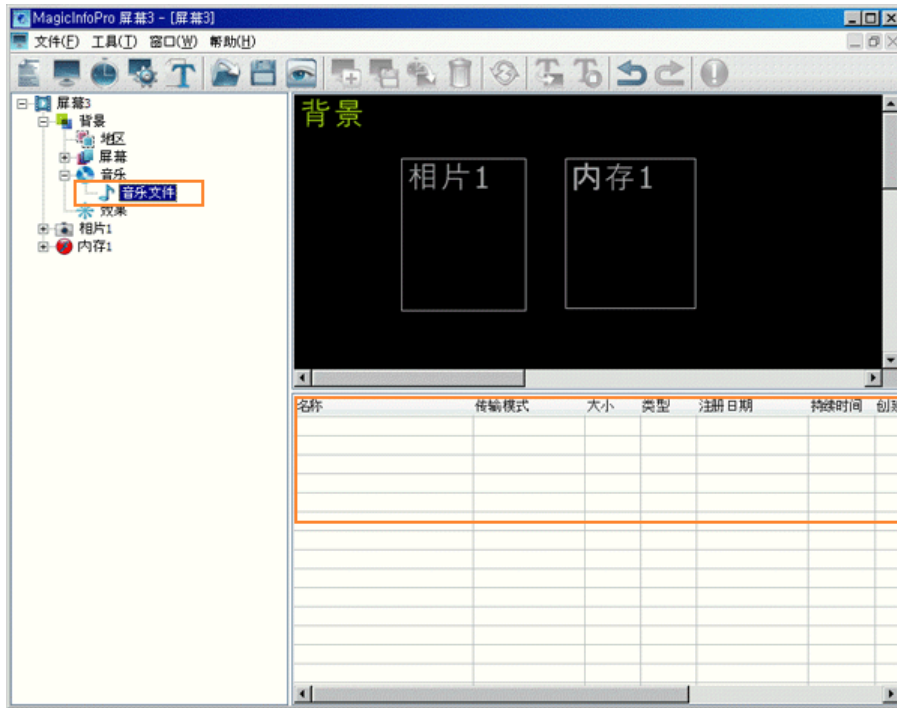 MagicInfoPro 屏幕3 - [屏幕3]
文件(F) 工具(T) 窗口(W) 帮助(H)
屏幕3
背景
地区
屏幕
音乐
音乐文件
效果
相片1
内存1
背景
相片1 内存1
名称 传输模式 大小 类型 注册日期 持续时间 创建